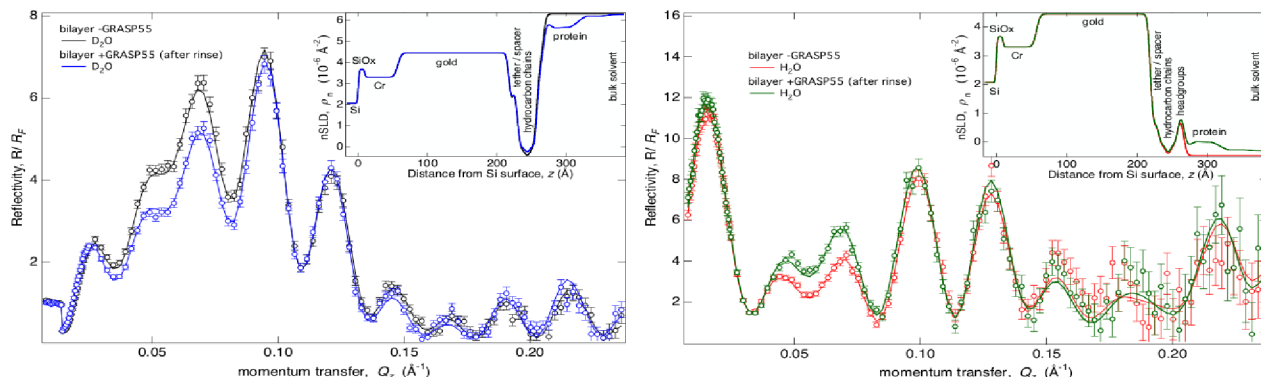 bilayer -GRASP55
D2O
bilayer +GRASP55 (after rinse)
D2O
Reflectivity, R/ RF
8
6
4
2
0.05
0.10
0.15
0.20
momentum transfer, Qz (Å-1)
nSLD, ρn (10-6 Å-2)
6
5
4
3
2
1
0
0
100
200
300
Distance from Si surface, z (Å)
SiOx
Si
Cr
gold
tether / spacer
hydrocarbon chains
protein
bulk solvent
bilayer -GRASP55
H2O
bilayer +GRASP55 (after rinse)
H2O
Reflectivity, R/ RF
16
14
12
10
8
6
4
2
0.05
0.10
0.15
0.20
momentum transfer, Qz (Å-1)
nSLD, ρn (10-6 Å-2)
4
3
2
1
0
0
100
200
300
Distance from Si surface, z (Å)
SiOx
Si
Cr
gold
tether / spacer
hydrocarbon chains
headgroups
protein
bulk solvent